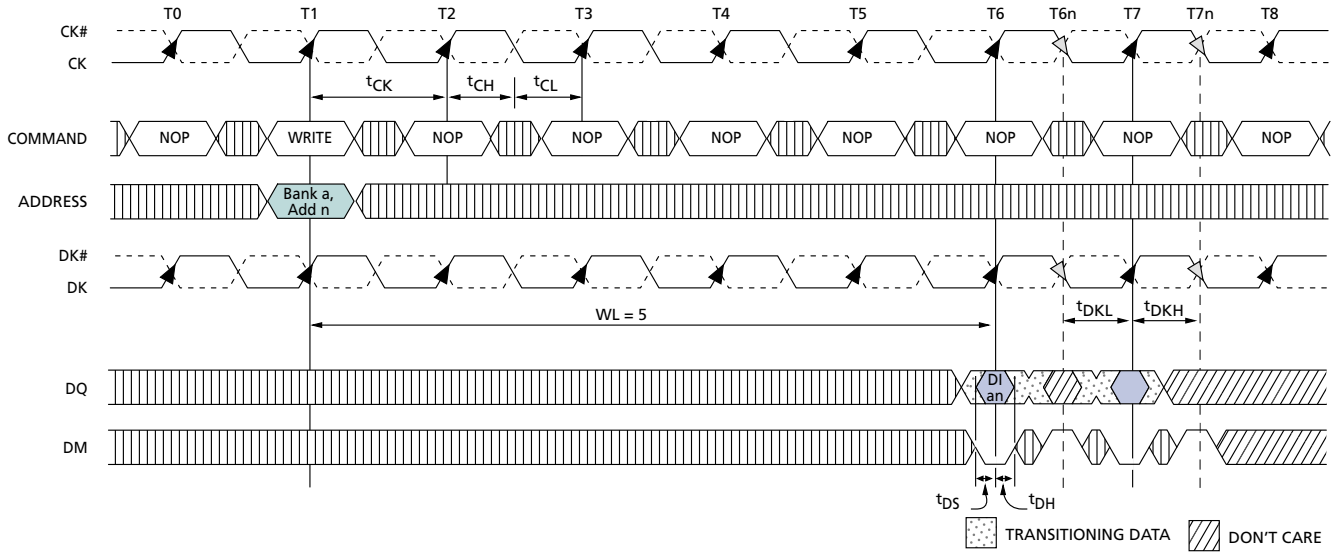 T0 T1 T2 T3 T4 T5 T6 T6n T7 T7n T8
CK#
CK
tCK tCH tCL
COMMAND NOP WRITE NOP NOP NOP NOP NOP NOP NOP
ADDRESS Bank a,
Add n
DK#
DK
WL = 5 tDKL tDKH
DQ DI
an
DM
tDS tDH
TRANSITIONING DATA DON'T CARE